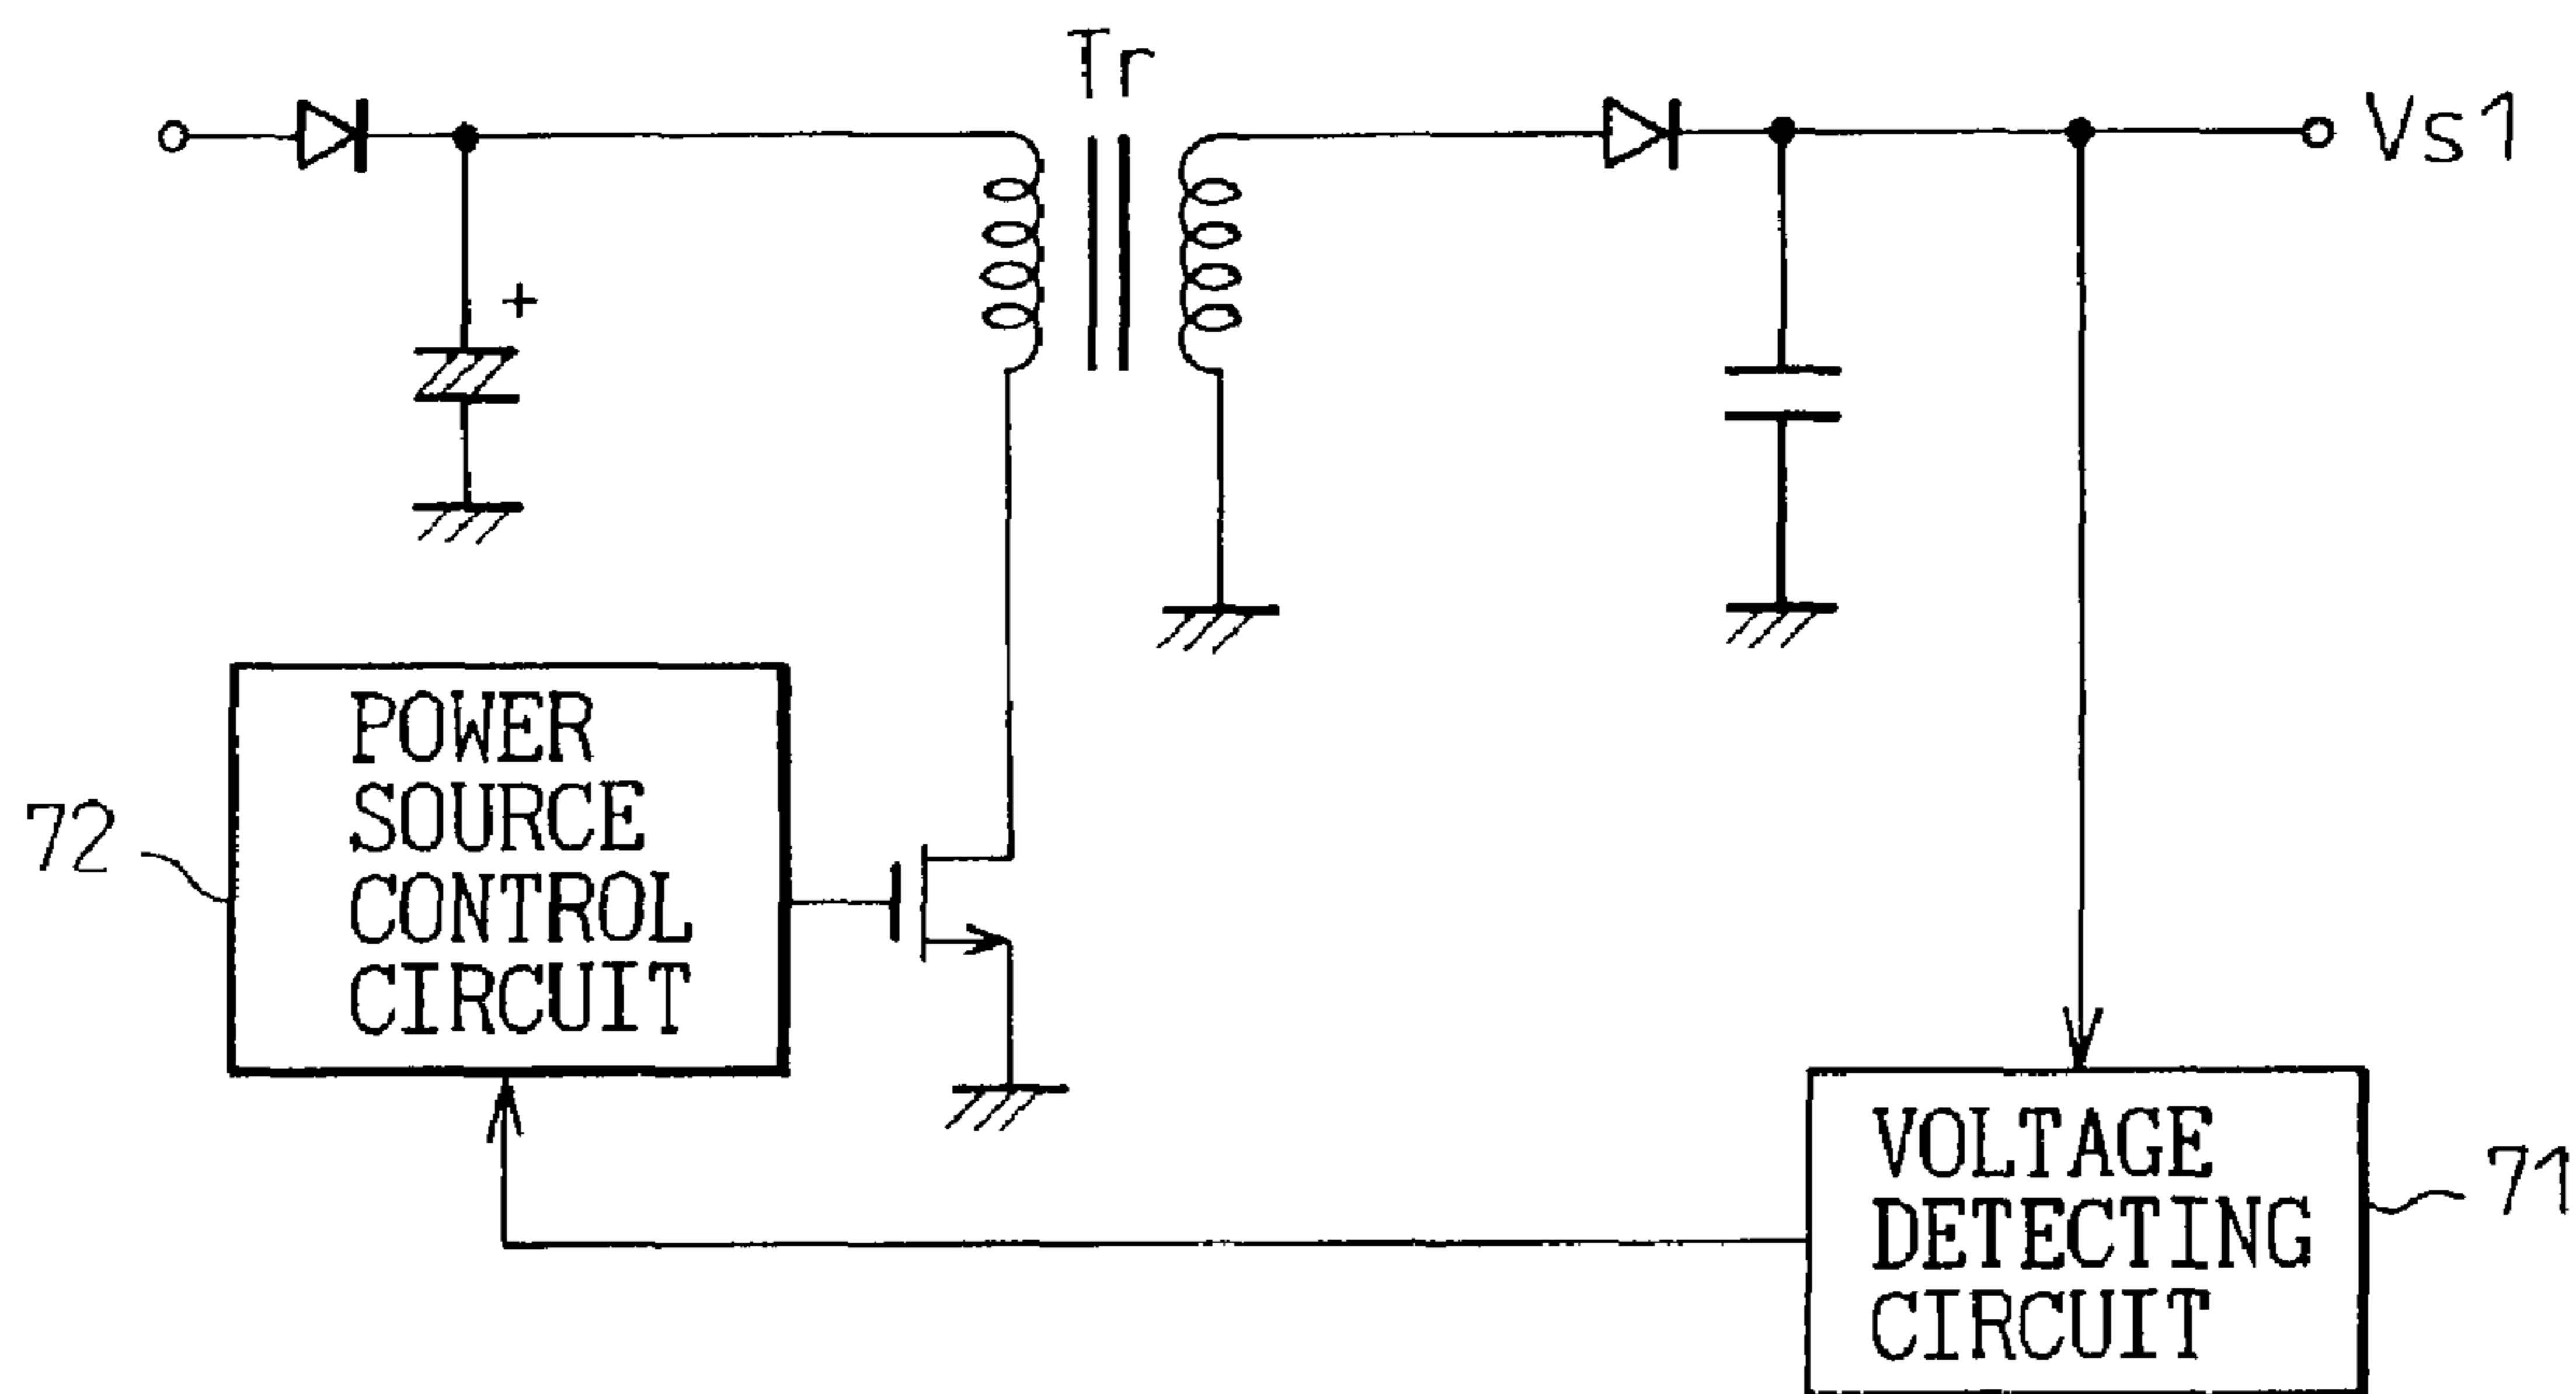 Tr
Vs1
+
POWER
SOURCE
CONTROL
CIRCUIT
72
VOLTAGE
DETECTING
CIRCUIT
71